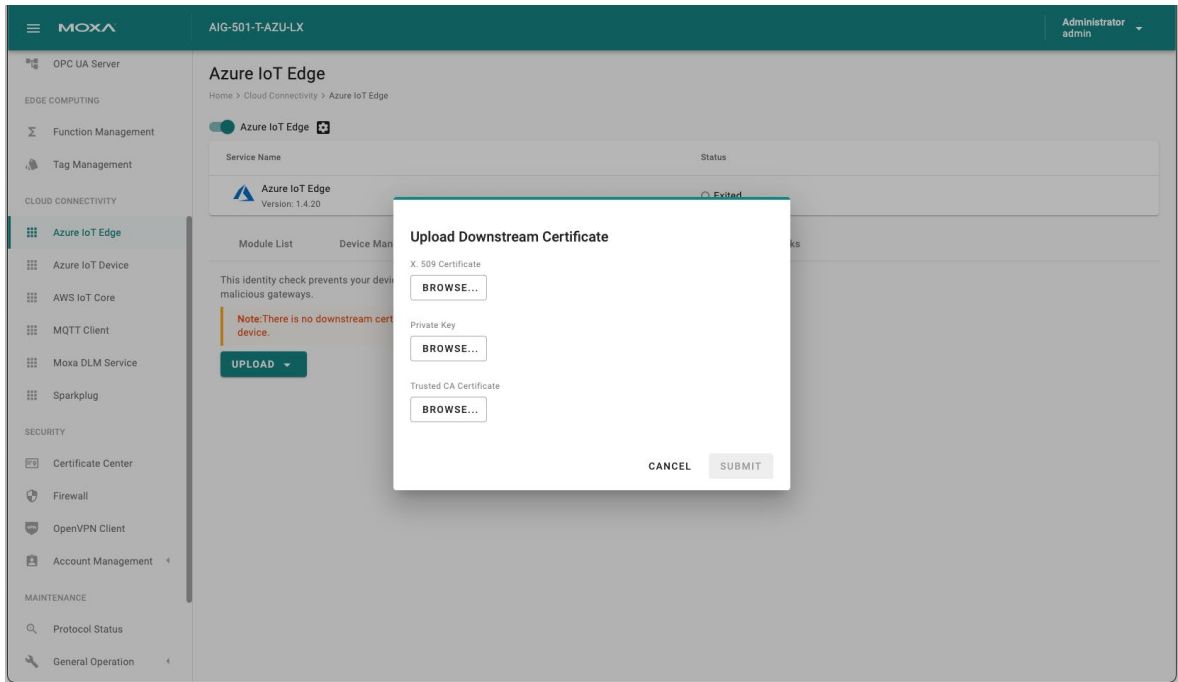 MOXA
AIG-501-T-AZU-LX
Administrator
admin
OPC UA Server
EDGE COMPUTING
Function Management
Tag Management
CLOUD CONNECTIVITY
Azure IoT Edge
Azure IoT Device
AWS IoT Core
MQTT Client
Moxa DLM Service
Sparkplug
SECURITY
Certificate Center
Firewall
OpenVPN Client
Account Management
MAINTENANCE
Protocol Status
General Operation
Azure IoT Edge
Home > Cloud Connectivity > Azure IoT Edge
Azure IoT Edge
Service Name Status
Azure IoT Edge
Version: 1.4.20
Exited
Module List Device Man ks
This identity check prevents your devi
malicious gateways.
Note:There is no downstream cert
device.
UPLOAD
Upload Downstream Certificate
X. 509 Certificate
BROWSE...
Private Key
BROWSE...
Trusted CA Certificate
BROWSE...
CANCEL SUBMIT